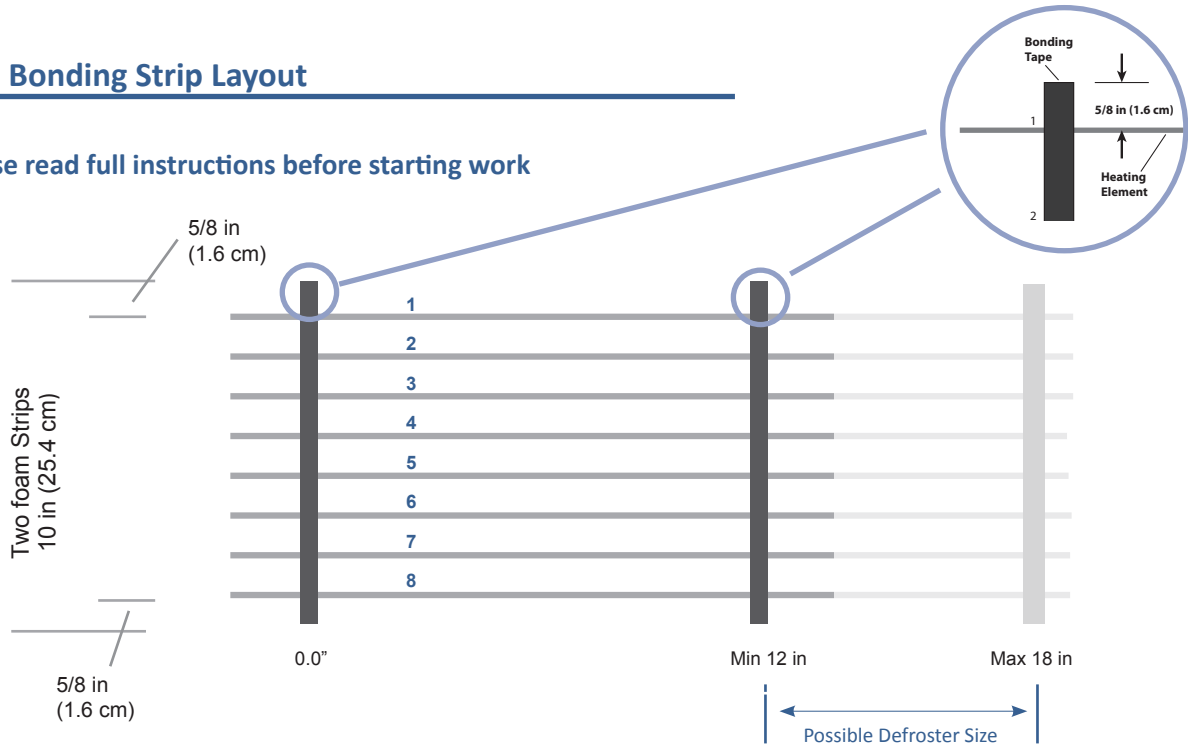 Bonding Strip Layout
se read full instructions before starting work
Bonding
Tape
5/8 in (1.6 cm)
1
Heating
Element
2
5/8 in
(1.6 cm)
Two foam Strips
10 in (25.4 cm)
1
2
3
4
5
6
7
8
5/8 in
(1.6 cm)
0.0”
Min 12 in
Max 18 in
Possible Defroster Size